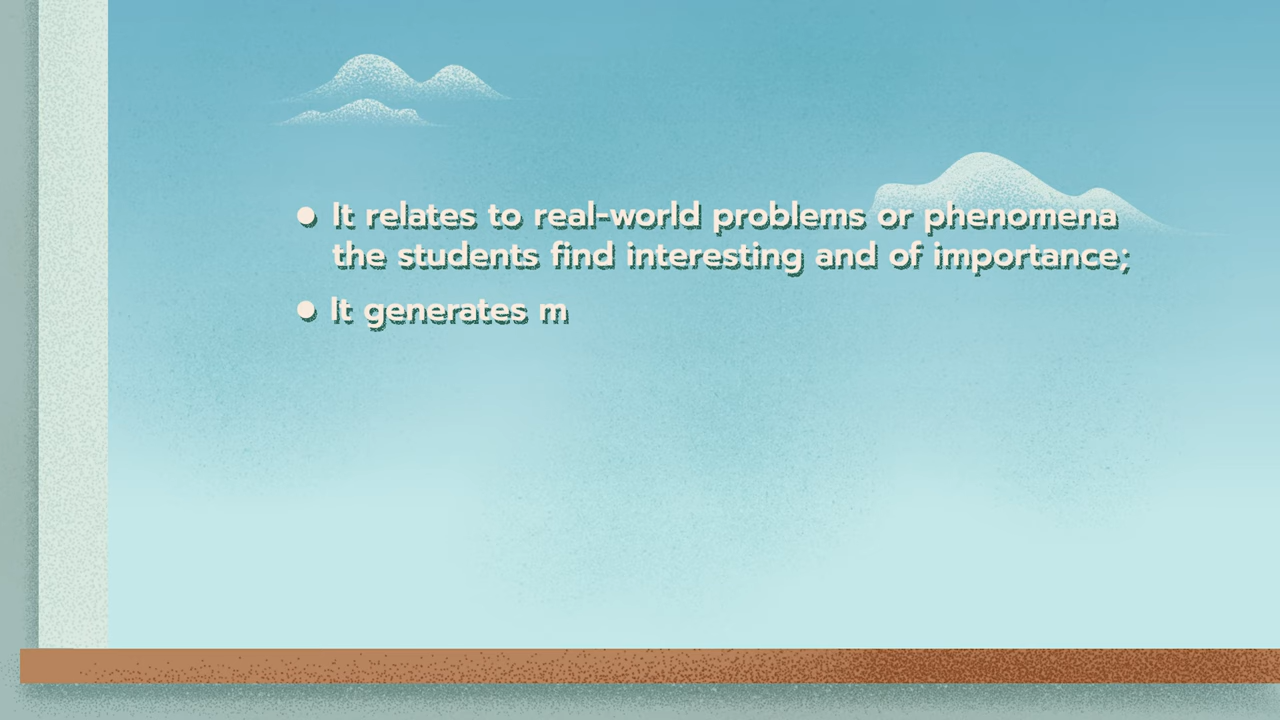 ● It relates to real-world problems or phenomena
the students find interesting and of importance;
● It generates m